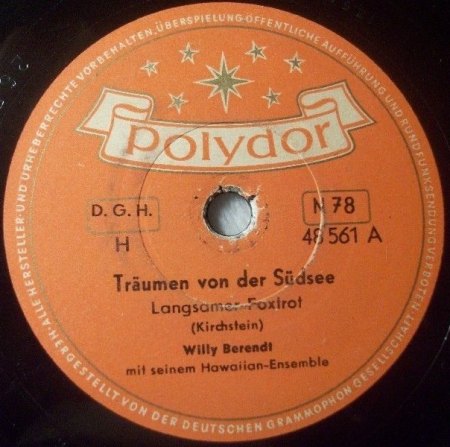 ALLE HERSTELLER- UND URHEBERRECHTE VORBEHALTEN. ÜBERSPIELUNG, ÖFFENTLICHE AUFFÜHRUNG UND RUNDFUNKSENDUNG VERBOTEN
polydor
D.G.H.
M 78
H
48 561 A
Träumen von der Südsee
Langsamer Foxtrot
(Kirchstein)
Willy Berendt
mit seinem Hawaiian-Ensemble
HERGESTELLT VON DER DEUTSCHEN GRAMMOPHON GESELLSCHAFT